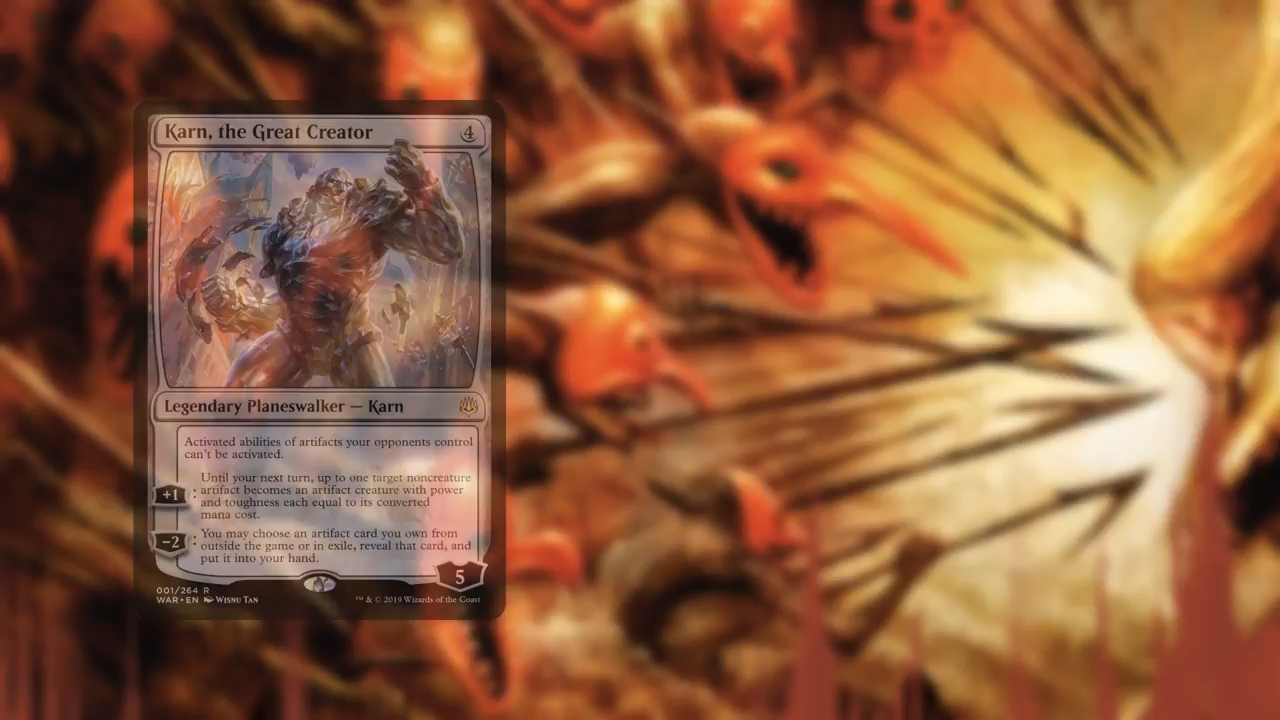 Karn, the Great Creator 4
Legendary Planeswalker — Karn
Activated abilities of artifacts your opponents control
can't be activated.
Until your next turn, up to one target noncreature
+1 : artifact becomes an artifact creature with power
and toughness each equal to its converted
mana cost.
−2 : You may choose an artifact card you own from
outside the game or in exile, reveal that card, and
put it into your hand.
5
001/264 R
WAR • EN Wisnu Tan
™ & © 2019 Wizards of the Coast